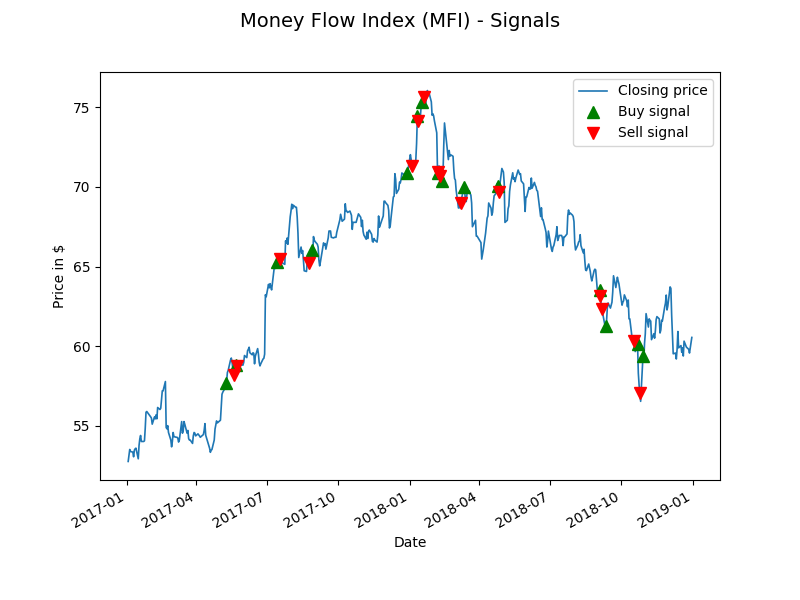 Money Flow Index (MFI) - Signals
Closing price
Buy signal
Sell signal
75
70
65
60
55
Price in $
2017-01
2017-04
2017-07
2017-10
2018-01
2018-04
2018-07
2018-10
2019-01
Date